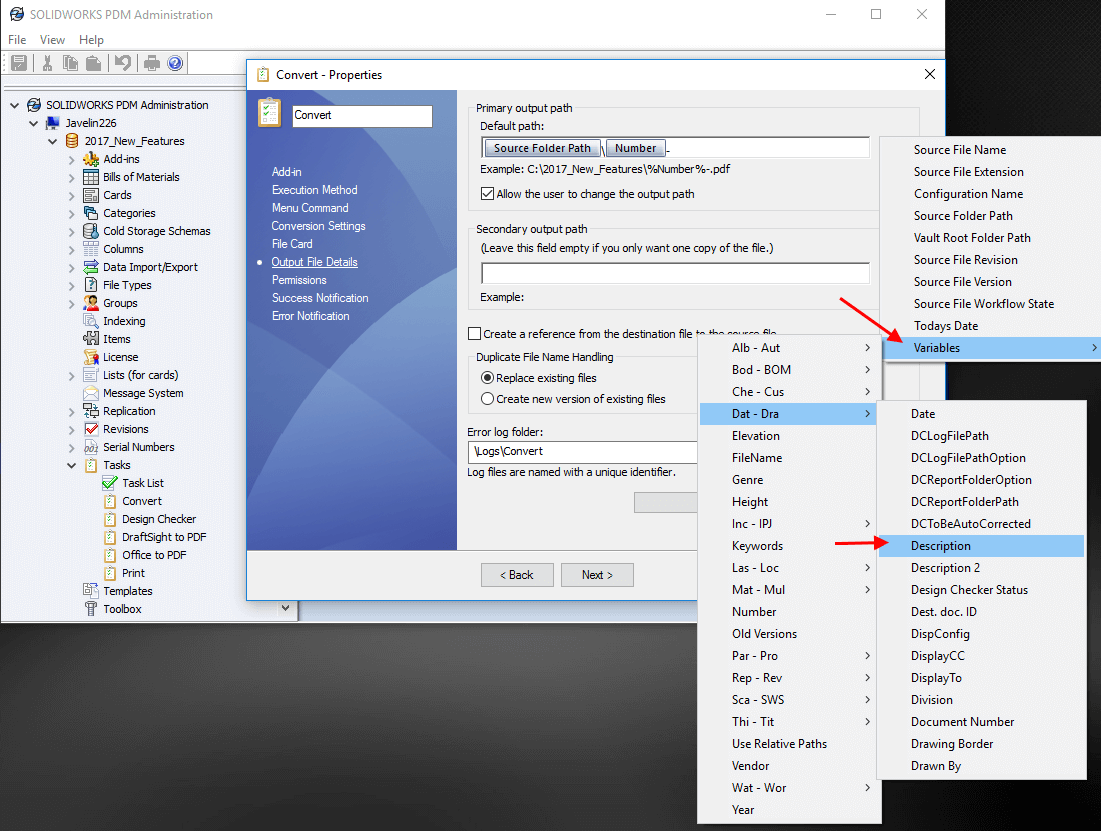 SOLIDWORKS PDM Administration
File View Help
SOLIDWORKS PDM Administration
Javelin226
2017_New_Features
Add-ins
Bills of Materials
Cards
Categories
Cold Storage Schemas
Columns
Data Import/Export
File Types
Groups
Indexing
Items
License
Lists (for cards)
Message System
Replication
Revisions
Serial Numbers
Tasks
Task List
Convert
Design Checker
DraftSight to PDF
Office to PDF
Print
Templates
Toolbox
Convert - Properties
Convert
Add-in
Execution Method
Menu Command
Conversion Settings
File Card
Output File Details
Permissions
Success Notification
Error Notification
Primary output path
Default path:
Source Folder Path \ Number -
Example: C:\2017_New_Features\%Number%-.pdf
Allow the user to change the output path
Secondary output path
(Leave this field empty if you only want one copy of the file.)
Example:
Create a reference from the destination file to the source file
Duplicate File Name Handling
Replace existing files
Create new version of existing files
Error log folder:
\Logs\Convert
Log files are named with a unique identifier.
< Back Next >
Source File Name
Source File Extension
Configuration Name
Source Folder Path
Vault Root Folder Path
Source File Revision
Source File Version
Source File Workflow State
Todays Date
Variables
Alb - Aut
Bod - BOM
Che - Cus
Dat - Dra
Elevation
FileName
Genre
Height
Inc - IPJ
Keywords
Las - Loc
Mat - Mul
Number
Old Versions
Par - Pro
Rep - Rev
Sca - SWS
Thi - Tit
Use Relative Paths
Vendor
Wat - Wor
Year
Date
DCLogFilePath
DCLogFilePathOption
DCReportFolderOption
DCReportFolderPath
DCToBeAutoCorrected
Description
Description 2
Design Checker Status
Dest. doc. ID
DispConfig
DisplayCC
DisplayTo
Division
Document Number
Drawing Border
Drawn By